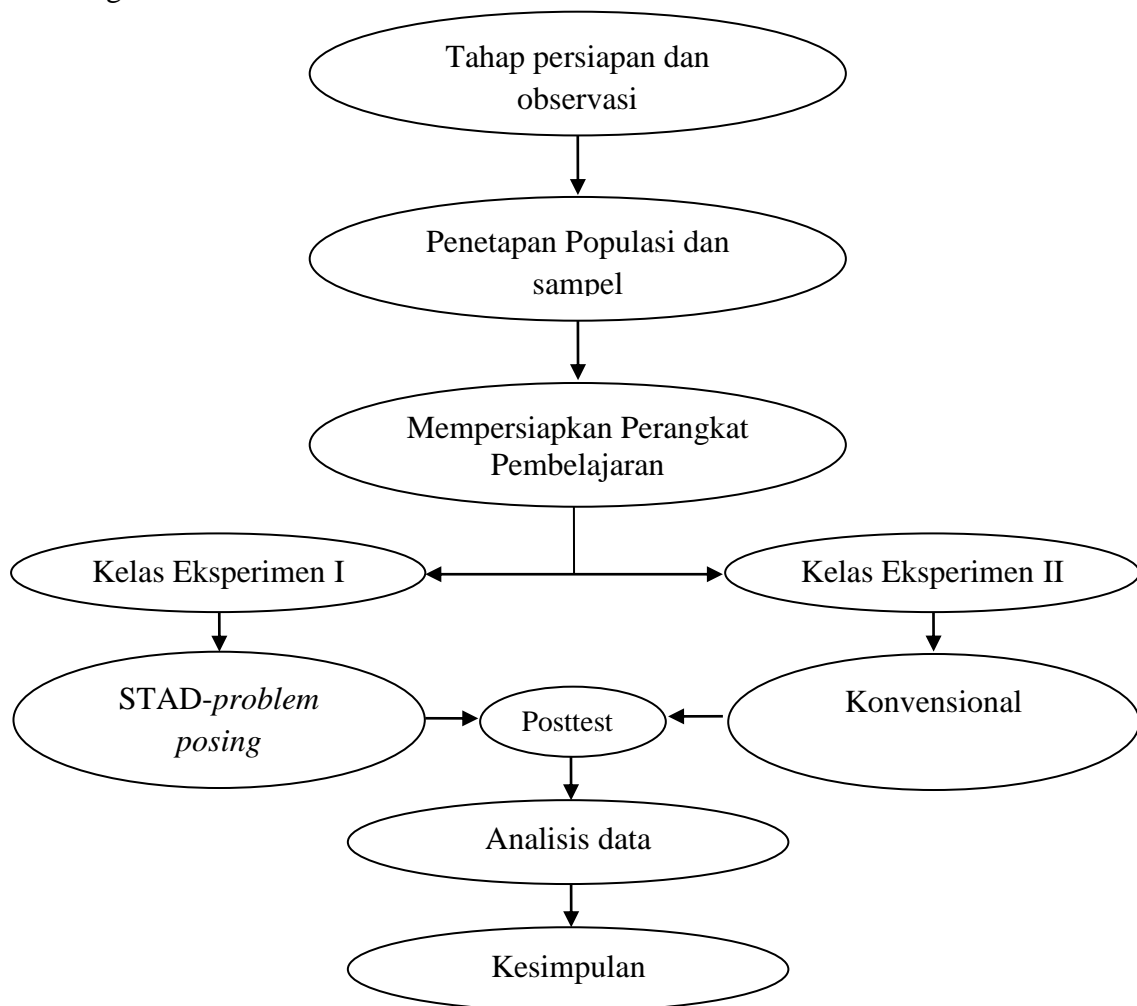 Tahap persiapan dan
observasi
Penetapan Populasi dan
sampel
Mempersiapkan Perangkat
Pembelajaran
Kelas Eksperimen I
Kelas Eksperimen II
STAD-problem
posing
Posttest
Konvensional
Analisis data
Kesimpulan